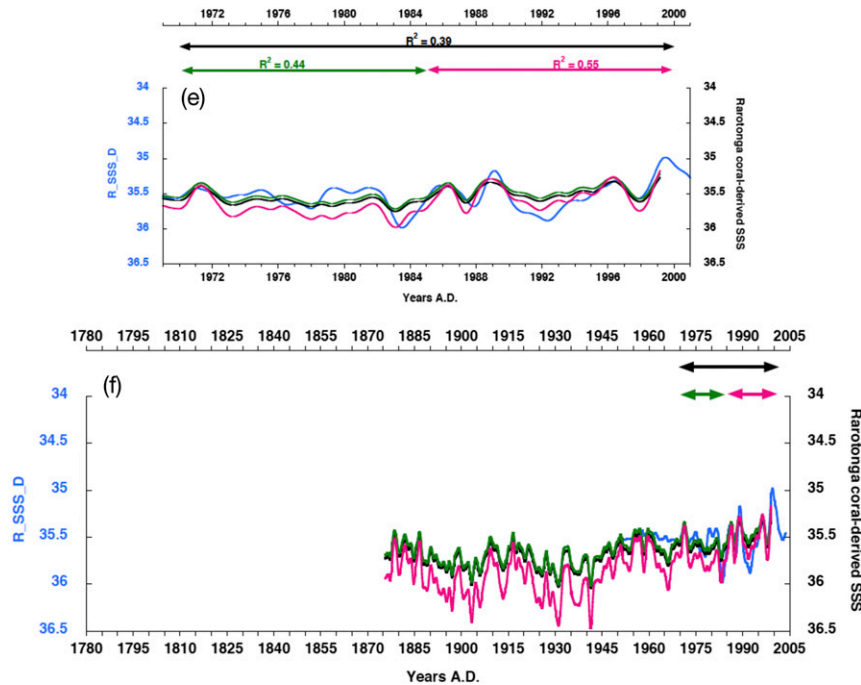 1972 1976 1980 1984 1988 1992 1996 2000
R² = 0.39
R² = 0.44 R² = 0.55
(e)
34 34
34.5 34.5
35 35
35.5 35.5
36 36
36.5 36.5
R_SSS_D
Rarotonga coral-derived SSS
1972 1976 1980 1984 1988 1992 1996 2000
Years A.D.
1780 1795 1810 1825 1840 1855 1870 1885 1900 1915 1930 1945 1960 1975 1990 2005
(f)
34 34
34.5 34.5
35 35
35.5 35.5
36 36
36.5 36.5
R_SSS_D
Rarotonga coral-derived SSS
1780 1795 1810 1825 1840 1855 1870 1885 1900 1915 1930 1945 1960 1975 1990 2005
Years A.D.